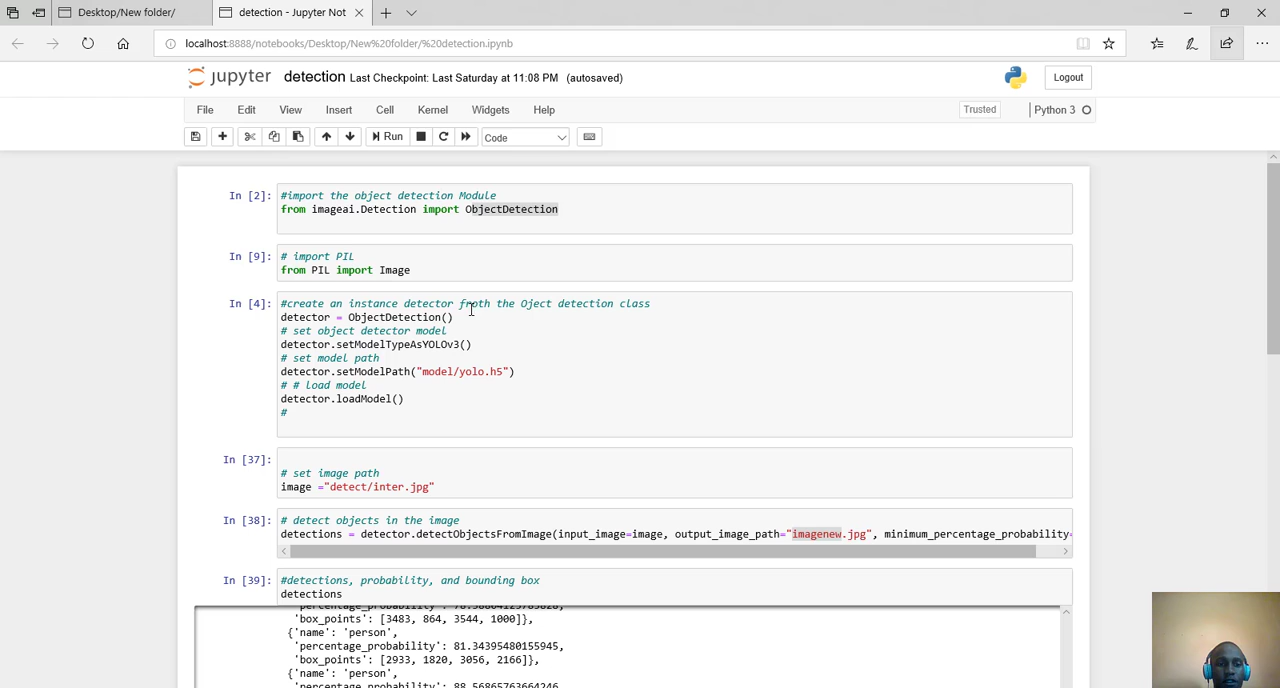 Desktop/New folder/
detection - Jupyter Not
localhost:8888/notebooks/Desktop/New%20folder/%20detection.ipynb
jupyter detection Last Checkpoint: Last Saturday at 11:08 PM (autosaved)
Logout
File Edit View Insert Cell Kernel Widgets Help
Trusted Python 3
Run Code
In [2]: #import the object detection Module
from imageai.Detection import ObjectDetection
In [9]: # import PIL
from PIL import Image
In [4]: #create an instance detector froth the Oject detection class
detector = ObjectDetection()
# set object detector model
detector.setModelTypeAsYOLOv3()
# set model path
detector.setModelPath("model/yolo.h5")
# # load model
detector.loadModel()
#
In [37]:
# set image path
image ="detect/inter.jpg"
In [38]: # detect objects in the image
detections = detector.detectObjectsFromImage(input_image=image, output_image_path="imagenew.jpg", minimum_percentage_probability=
In [39]: #detections, probability, and bounding box
detections
'box_points': [3483, 864, 3544, 1000]},
{'name': 'person',
'percentage_probability': 81.34395480155945,
'box_points': [2933, 1820, 3056, 2166]},
{'name': 'person',
'percentage_probability': 88.56865763664246,